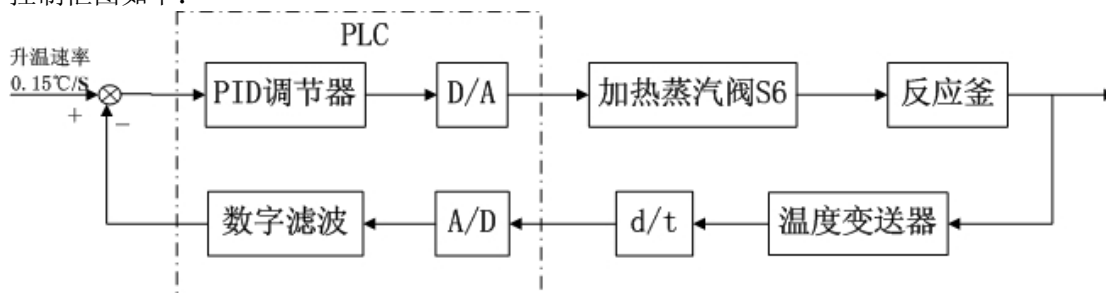 PLC
升温速率
0.15℃/S
+
−
PID调节器
D/A
加热蒸汽阀S6
反应釜
数字滤波
A/D
d/t
温度变送器